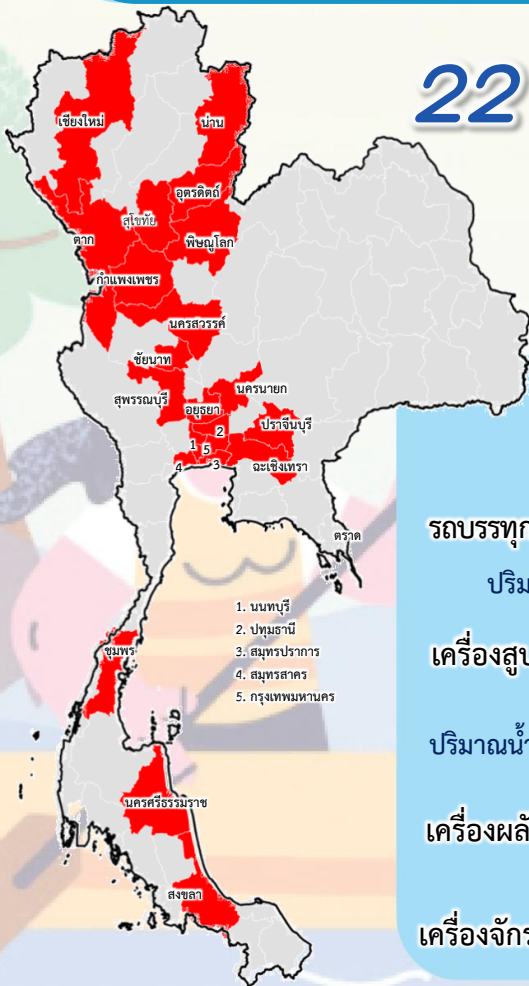 22
เชียงใหม่
น่าน
อุตรดิตถ์
สุโขทัย
ตาก
พิษณุโลก
กำแพงเพชร
นครสวรรค์
ชัยนาท
นครนายก
สุพรรณบุรี
อยุธยา
ปราจีนบุรี
2
1
5
4
3
ฉะเชิงเทรา
ตราด
รถบรรทุก
ปริม
1. นนทบุรี
2. ปทุมธานี
3. สมุทรปราการ
4. สมุทรสาคร
5. กรุงเทพมหานคร
ชุมพร
เครื่องสูบ
ปริมาณน้ำ
นครศรีธรรมราช
เครื่องผลั
สงขลา
เครื่องจักร